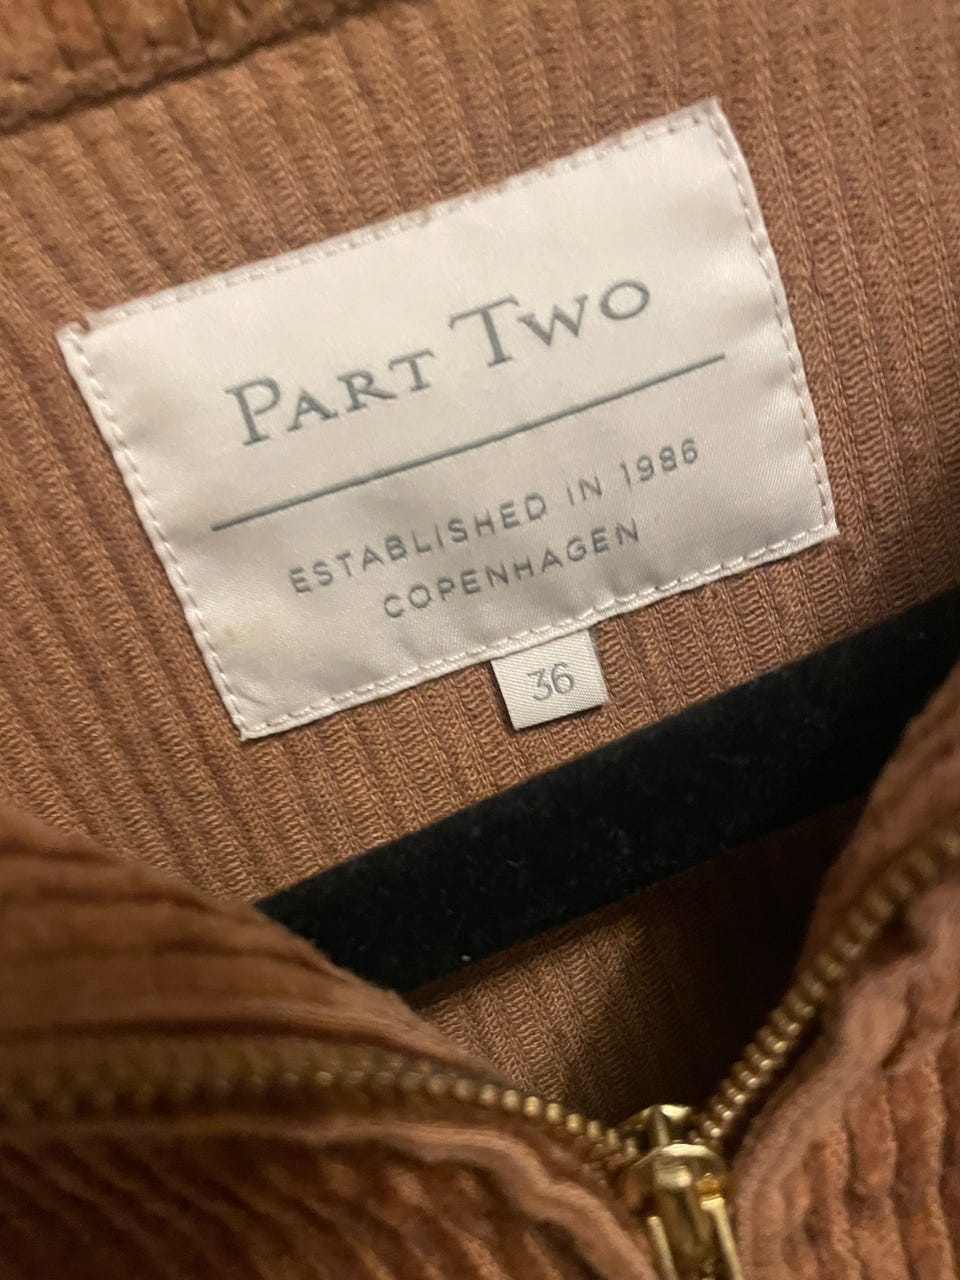 PART TWO
ESTABLISHED IN 1986
COPENHAGEN
36